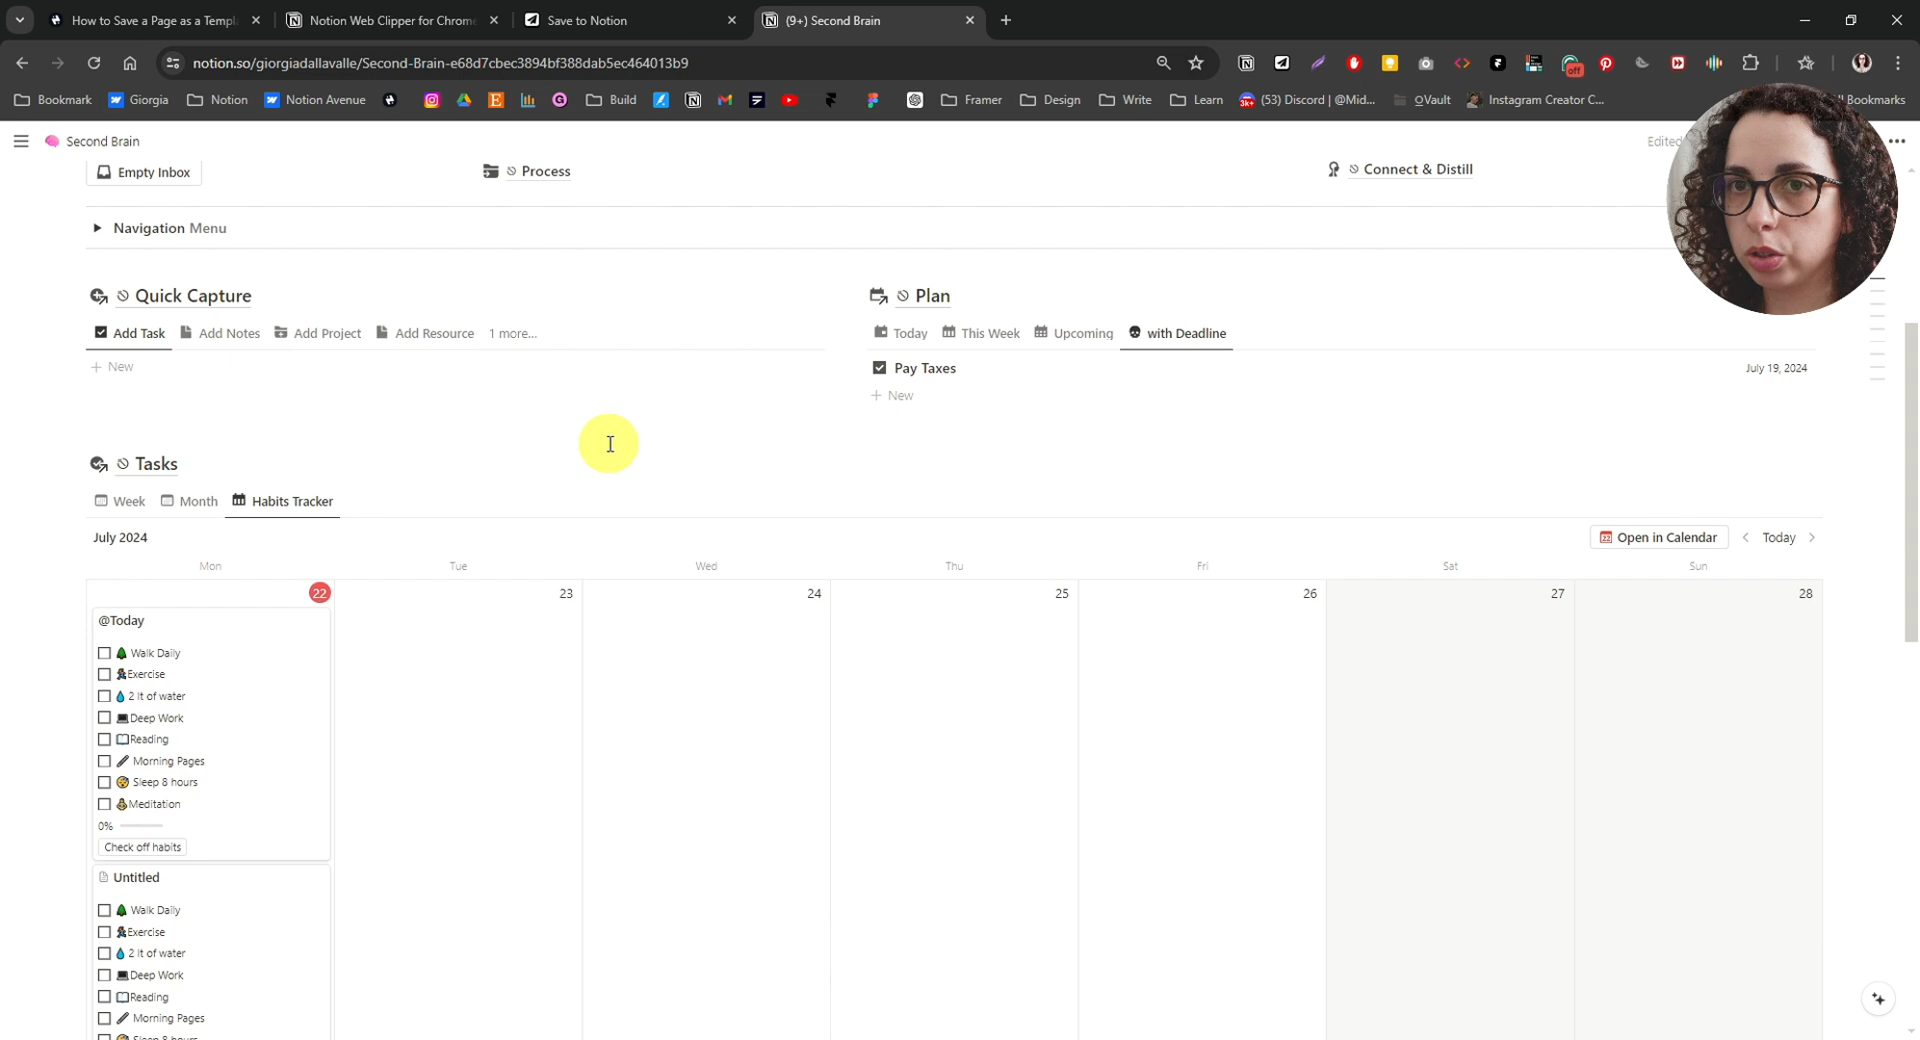 How to Save a Page as a Templ
Notion Web Clipper for Chrom
Save to Notion
(9+) Second Brain
notion.so/giorgiadallavalle/Second-Brain-e68d7cbec3894bf388dab5ec464013b9
off
Bookmark
Giorgia
Notion
Notion Avenue
Build
Framer
Design
Write
Learn
3k+
(53) Discord | @Mid...
QVault
Instagram Creator C...
Bookmarks
Second Brain
Edited
Empty Inbox
Process
Connect & Distill
Navigation Menu
Quick Capture
Plan
Add Task Add Notes Add Project Add Resource 1 more...
Today This Week Upcoming with Deadline
New
Pay Taxes July 19, 2024
New
Tasks
Week Month Habits Tracker
July 2024
Open in Calendar Today
Mon Tue Wed Thu Fri Sat Sun
22 23 24 25 26 27 28
@Today
Walk Daily
Exercise
2 lt of water
Deep Work
Reading
Morning Pages
Sleep 8 hours
Meditation
0%
Check off habits
Untitled
Walk Daily
Exercise
2 lt of water
Deep Work
Reading
Morning Pages
Sleep 8 hours